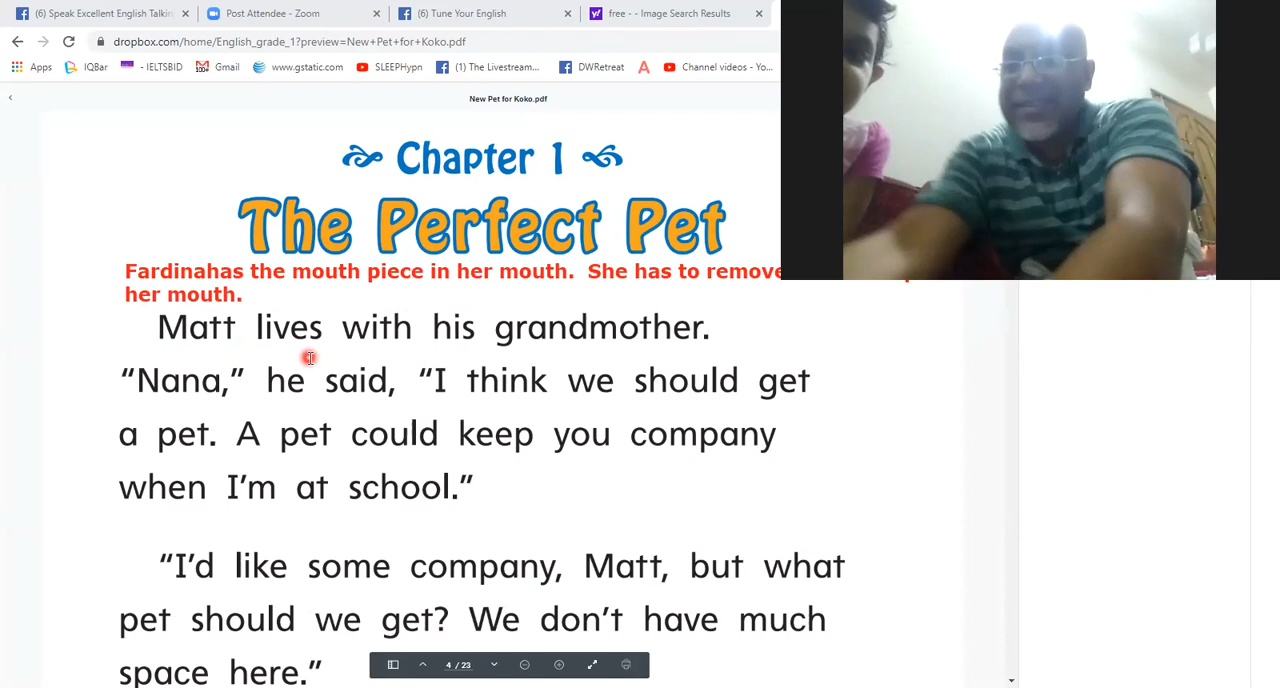 (6) Speak Excellent English Talkin
Post Attendee - Zoom
(6) Tune Your English
free - - Image Search Results
dropbox.com/home/English_grade_1?preview=New+Pet+for+Koko.pdf
Apps
IQBar
- IELTSBID
100+
Gmail
www.gstatic.com
SLEEPHypn
(1) The Livestream...
DWRetreat
Channel videos - Yo...
New Pet for Koko.pdf
Chapter 1
The Perfect Pet
Fardinahas the mouth piece in her mouth. She has to remove
her mouth.
Matt lives with his grandmother.
“Nana,” he said, “I think we should get
a pet. A pet could keep you company
when I’m at school.”
“I’d like some company, Matt, but what
pet should we get? We don’t have much
space here.”
4 / 23